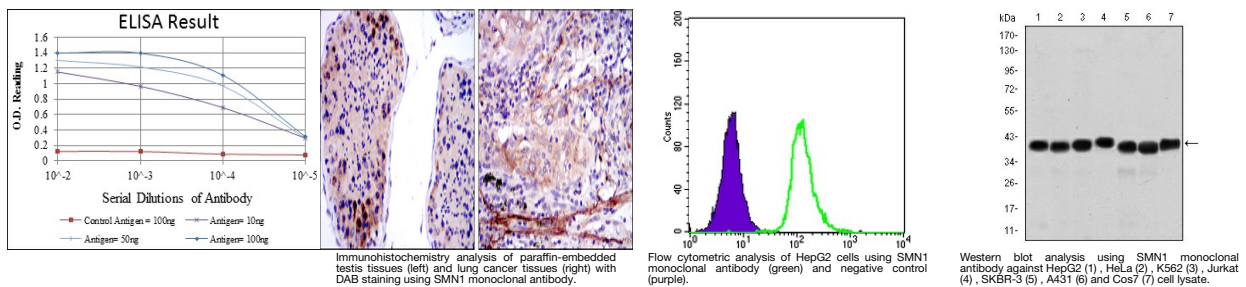 ELISA Result
1.6
1.4
1.2
1
0.8
0.6
0.4
0.2
0
O.D. Reading
10^-2 10^-3 10^-4 10^-5
Serial Dilutions of Antibody
Control Antigen = 100ng
Antigen= 10ng
Antigen= 50ng
Antigen= 100ng
Immunohistochemistry analysis of paraffin-embedded
testis tissues (left) and lung cancer tissues (right) with
DAB staining using SMN1 monoclonal antibody.
200
160
120
80
40
0
Counts
10^0 10^1 10^2 10^3 10^4
Flow cytometric analysis of HepG2 cells using SMN1
monoclonal antibody (green) and negative control
(purple).
kDa 1 2 3 4 5 6 7
170-
130-
95-
72-
55-
43-
34-
26-
17-
11-
←
Western blot analysis using SMN1 monoclonal
antibody against HepG2 (1) , HeLa (2) , K562 (3) , Jurkat
(4) , SKBR-3 (5) , A431 (6) and Cos7 (7) cell lysate.